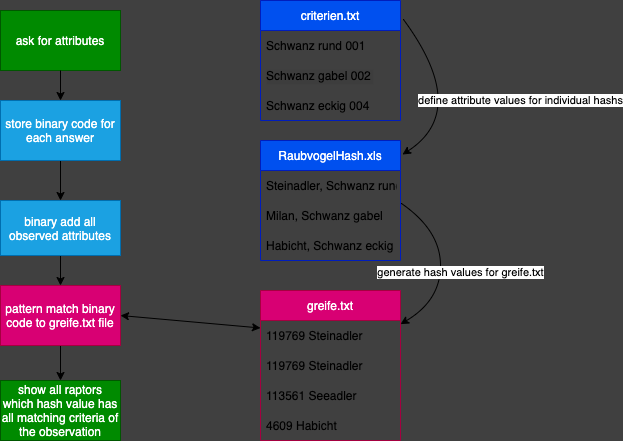 ask for attributes
store binary code for
each answer
binary add all
observed attributes
pattern match binary
code to greife.txt file
show all raptors
which hash value has
all matching criteria of
the observation
criterien.txt
Schwanz rund 001
Schwanz gabel 002
Schwanz eckig 004
define attribute values for individual hashs
RaubvogelHash.xls
Steinadler, Schwanz run
Milan, Schwanz gabel
Habicht, Schwanz eckig
generate hash values for greife.txt
greife.txt
119769 Steinadler
119769 Steinadler
113561 Seeadler
4609 Habicht